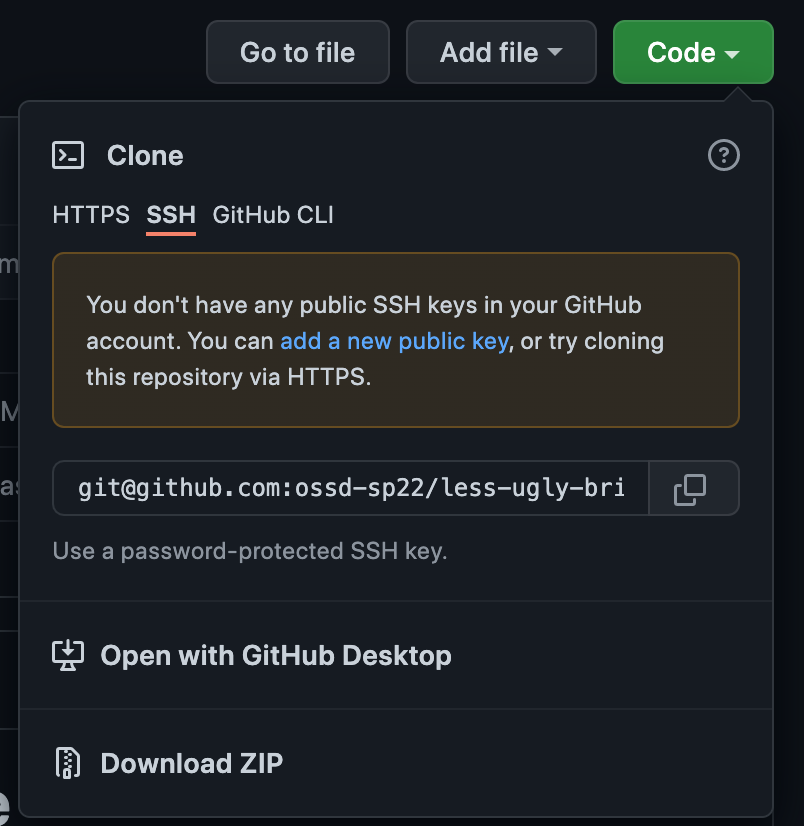 Go to file
Add file
Code
Clone
HTTPS SSH GitHub CLI
You don't have any public SSH keys in your GitHub
account. You can add a new public key, or try cloning
this repository via HTTPS.
git@github.com:ossd-sp22/less-ugly-bri
Use a password-protected SSH key.
Open with GitHub Desktop
Download ZIP